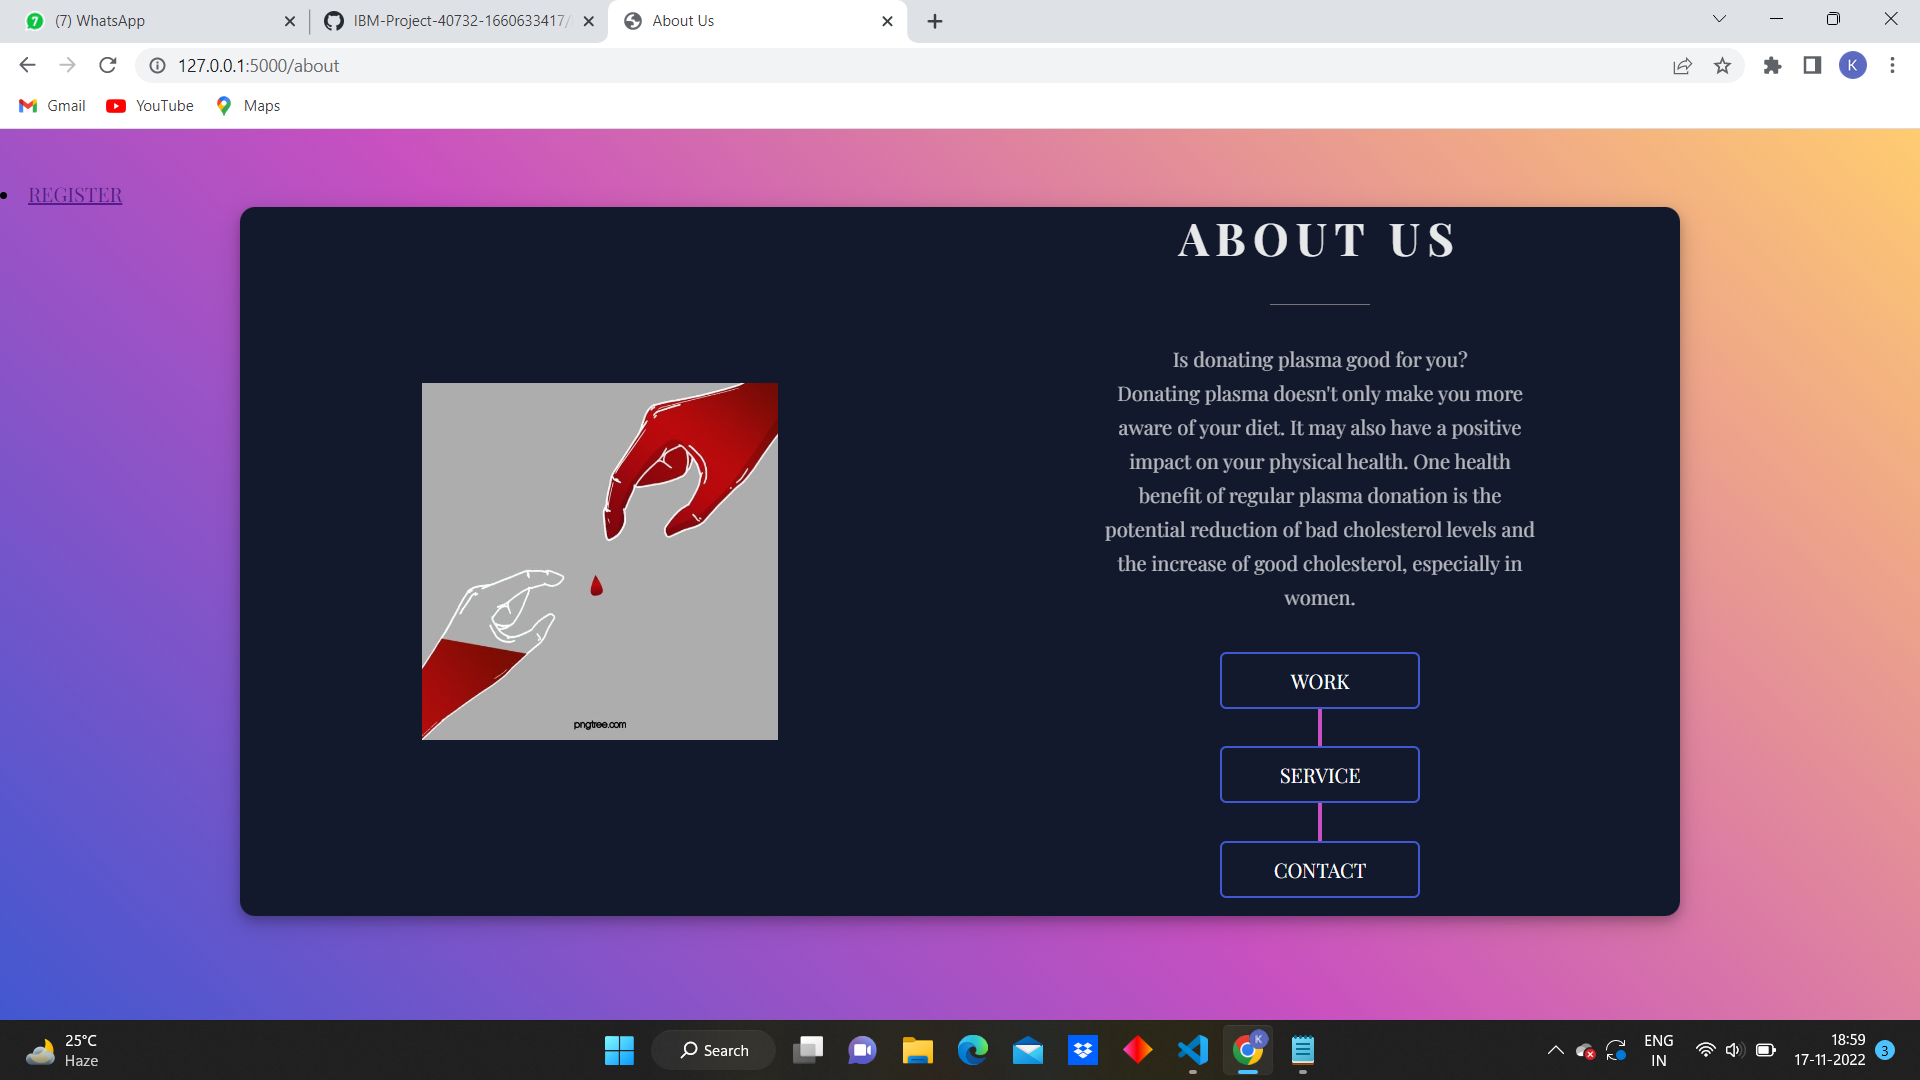 (7) WhatsApp
IBM-Project-40732-1660633417/
About Us
127.0.0.1:5000/about
K
Gmail
YouTube
Maps
REGISTER
ABOUT US
Is donating plasma good for you?
Donating plasma doesn't only make you more
aware of your diet. It may also have a positive
impact on your physical health. One health
benefit of regular plasma donation is the
potential reduction of bad cholesterol levels and
the increase of good cholesterol, especially in
women.
pngtree.com
WORK
SERVICE
CONTACT
25°C
Haze
Search
K
ENG
IN
18:59
17-11-2022
3